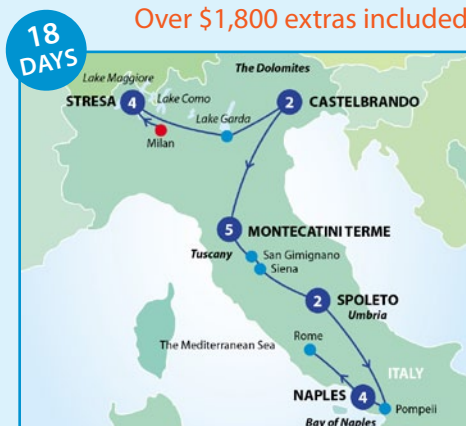 Over $1,800 extras included
18
DAYS
The Dolomites
Lake Maggiore
STRESA 4 Lake Como
2 CASTELBRANDO
Lake Garda
Milan
5 MONTECATINI TERME
Tuscany
San Gimignano
Siena
2 SPOLETO
Umbria
Rome
The Mediterranean Sea
ITALY
NAPLES 4
Pompeii
Bay of Naples